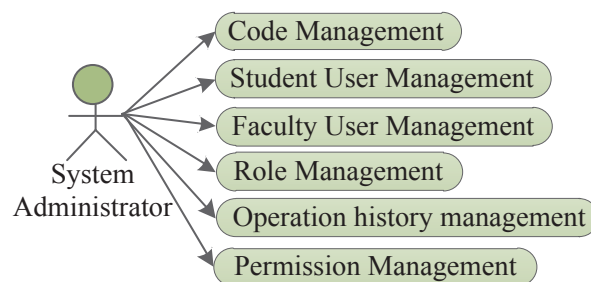 Code Management
Student User Management
Faculty User Management
Role Management
System
Administrator
Operation history management
Permission Management